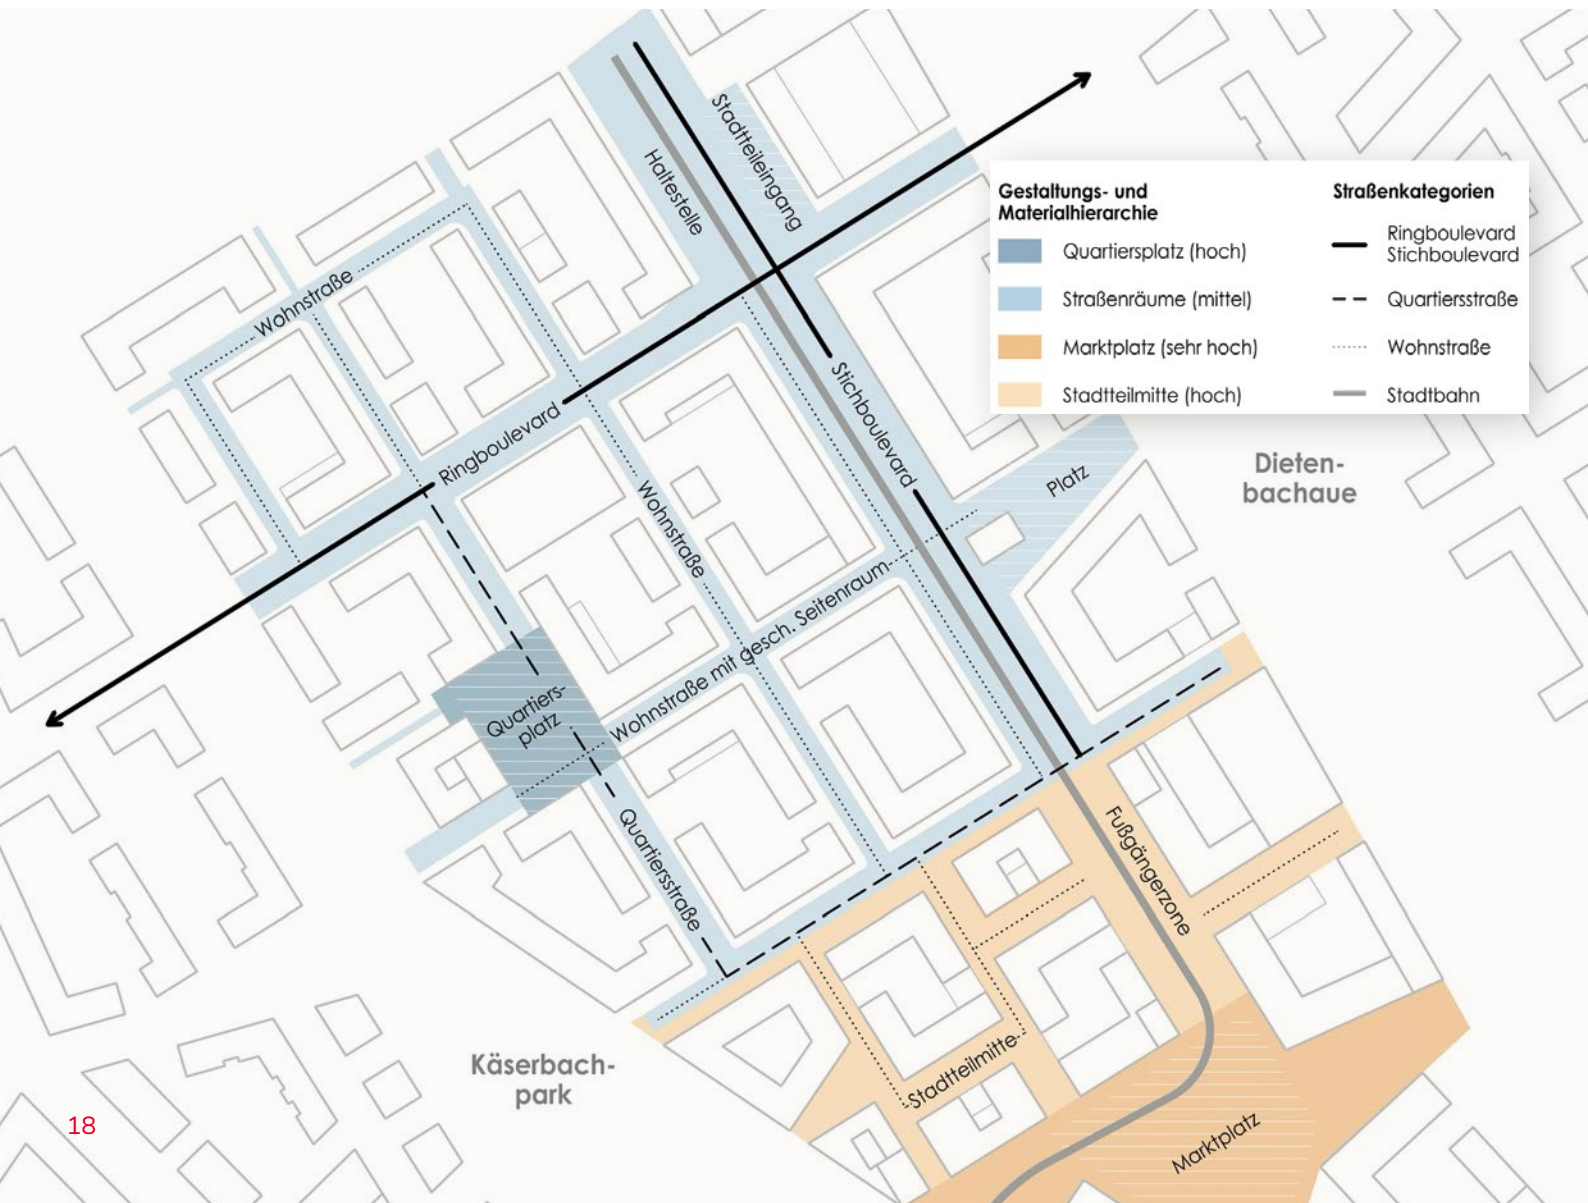 Stadtteileingang
Haltestelle
Gestaltungs- und
Materialhierarchie
Quartiersplatz (hoch)
Straßenräume (mittel)
Marktplatz (sehr hoch)
Stadtteilmitte (hoch)
Straßenkategorien
Ringboulevard
Stichboulevard
Quartiersstraße
Wohnstraße
Stadtbahn
Wohnstraße
Ringboulevard
Stichboulevard
Wohnstraße
Platz
Dieten-
bachaue
Wohnstraße mit gesch. Seitenraum
Quartiers-
platz
Quartiersstraße
Fußgängerzone
Stadtteilmitte
Käserbach-
park
Marktplatz
18